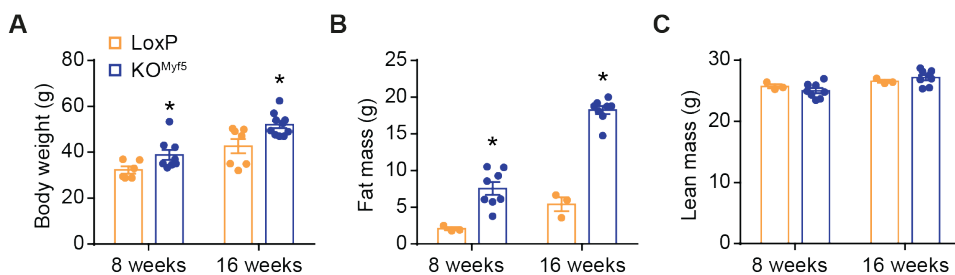 A
LoxP
KO^Myf5
Body weight (g)
80
60
40
20
0
*
*
8 weeks
16 weeks
B
Fat mass (g)
25
20
15
10
5
0
*
*
8 weeks
16 weeks
C
Lean mass (g)
30
20
10
0
8 weeks
16 weeks